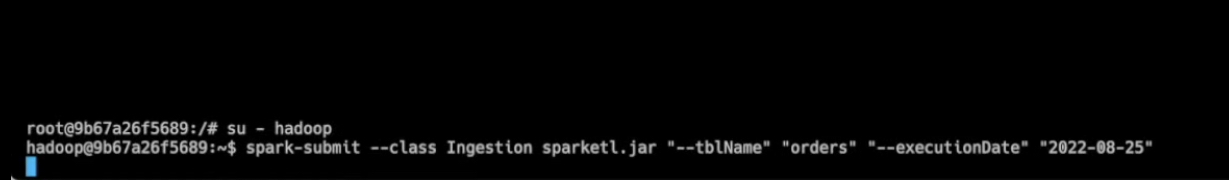 root@9b67a26f5689:/# su - hadoop
hadoop@9b67a26f5689:~$ spark-submit --class Ingestion sparketl.jar "--tblName" "orders" "--executionDate" "2022-08-25"